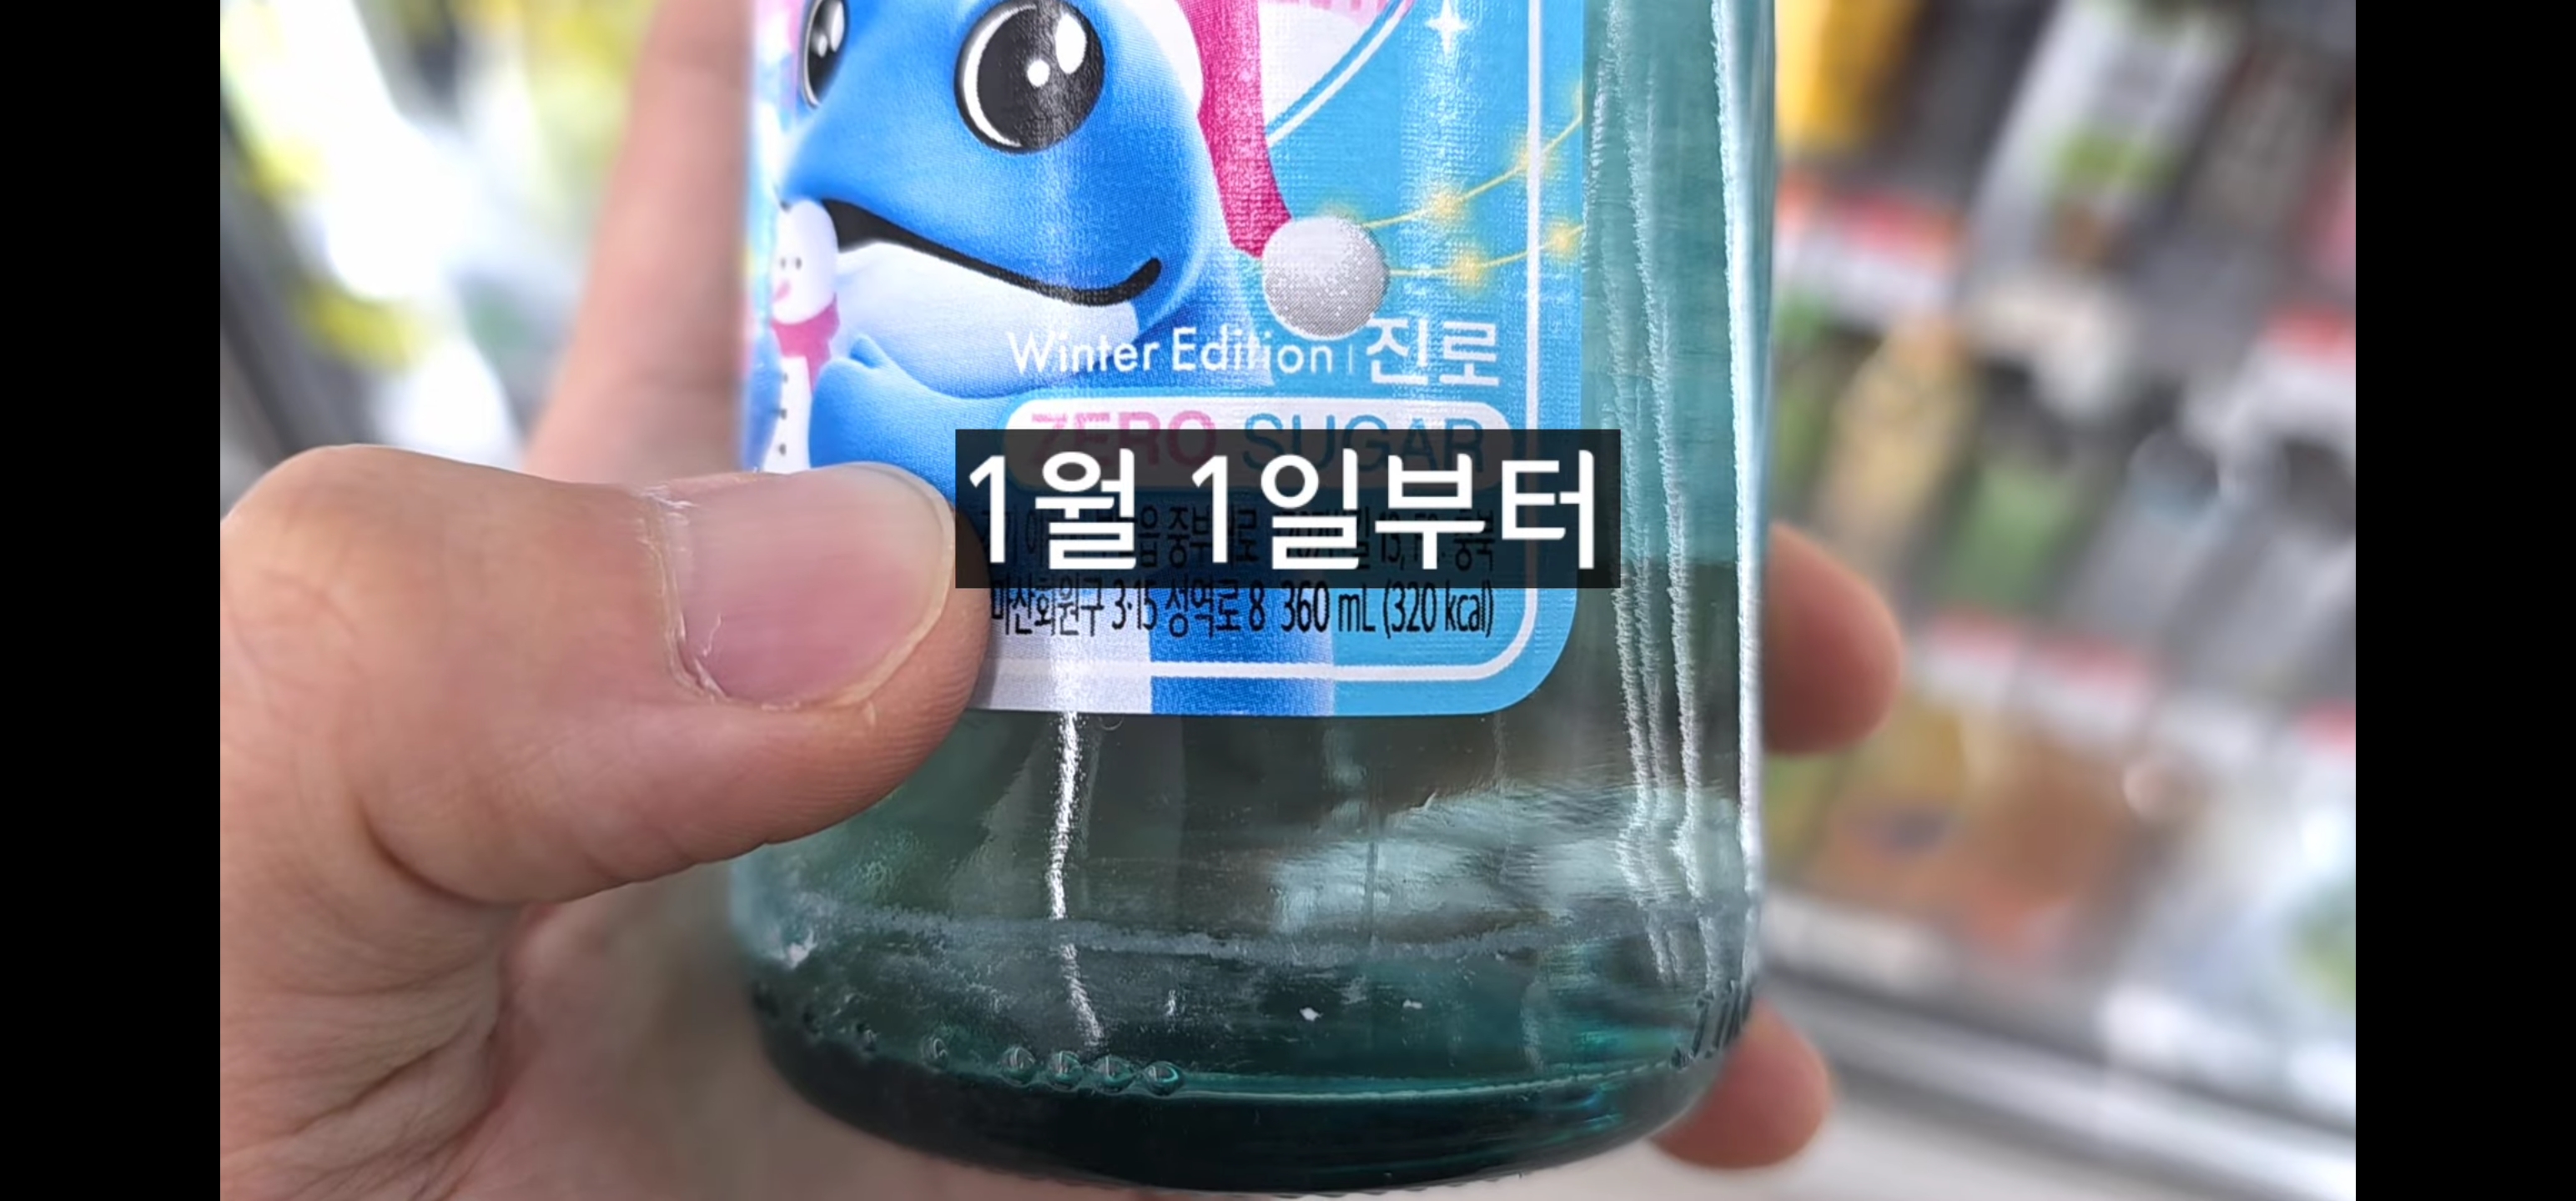 Winter Edition | 진로
ZERO SUGAR
1월 1일부터
마산회원구 3·15 성역로 8 360 mL (320 kcal)